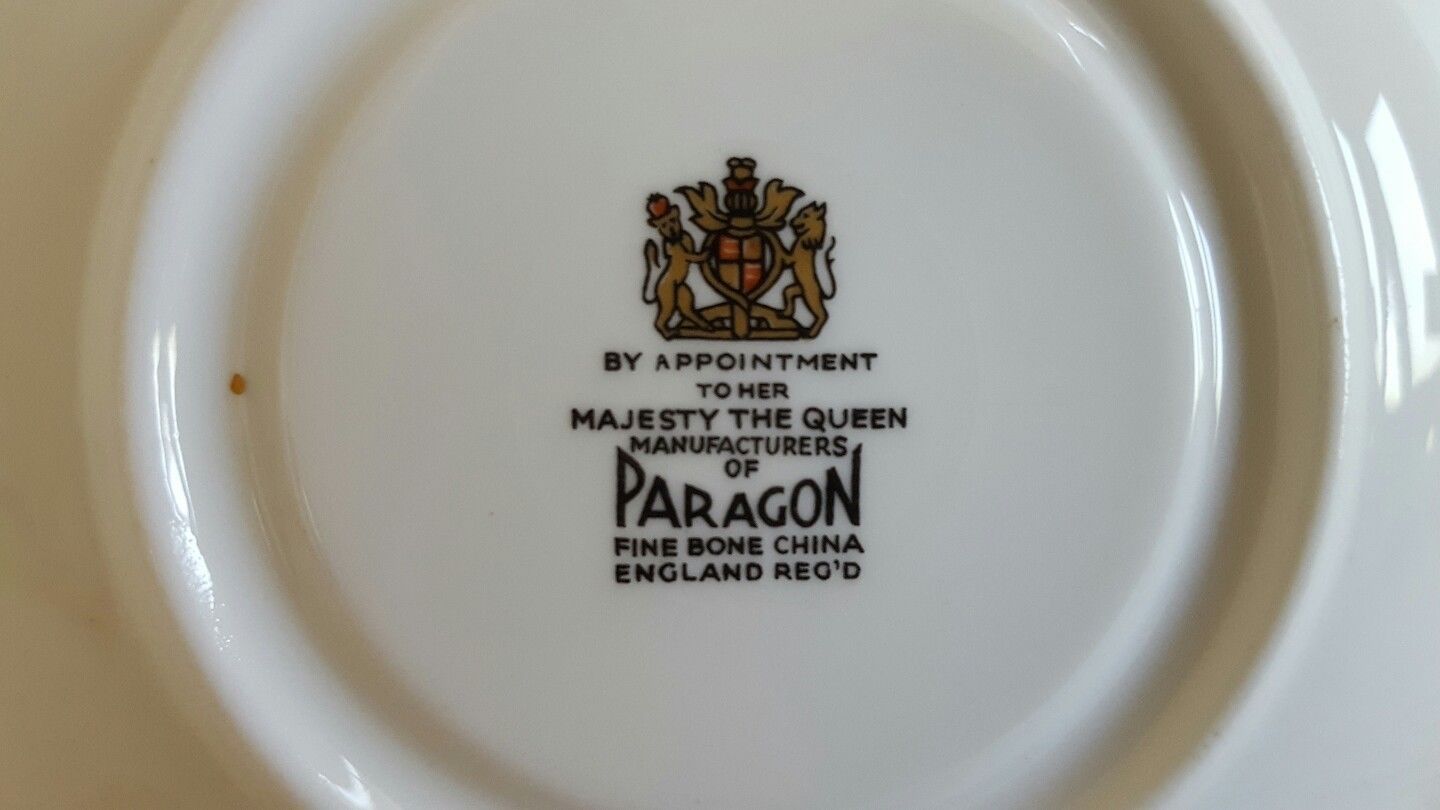 BY APPOINTMENT
TO HER
MAJESTY THE QUEEN
MANUFACTURERS
OF
PARAGON
FINE BONE CHINA
ENGLAND REG'D